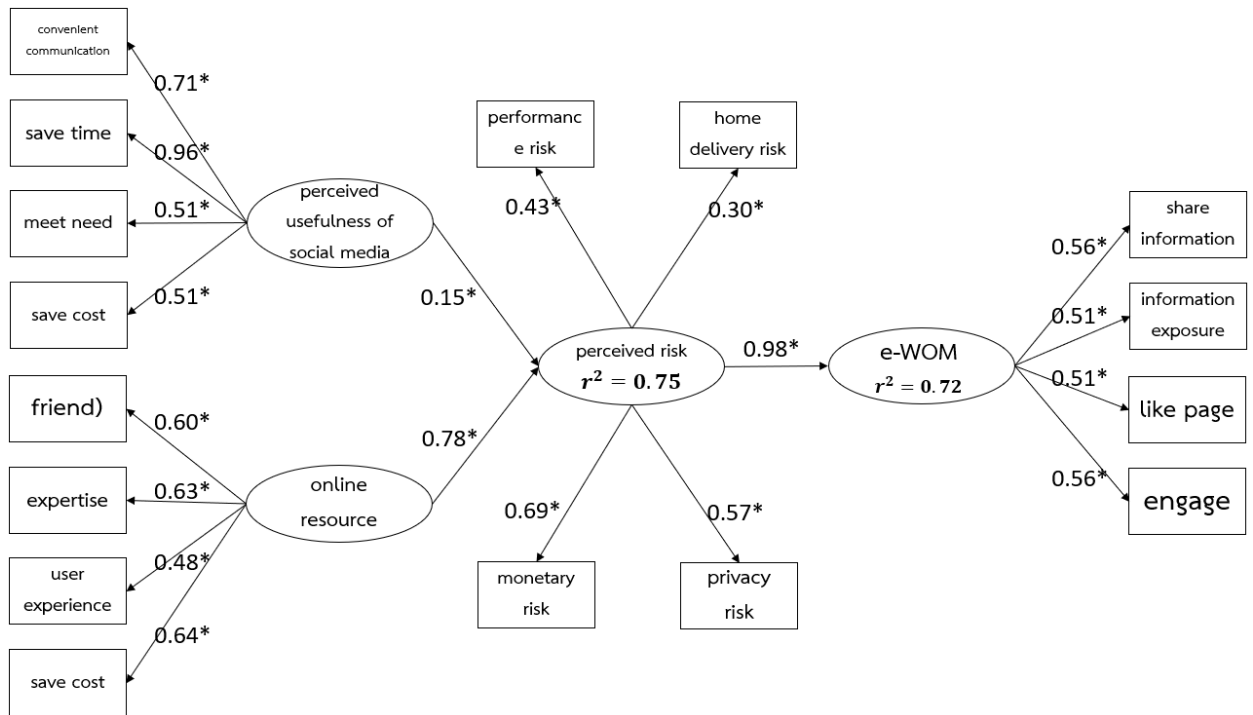 convenient
communication
0.71*
save time
0.96*
meet need
0.51*
save cost
0.51*
perceived
usefulness of
social media
0.15*
friend)
0.60*
expertise
0.63*
user
experience
0.48*
save cost
0.64*
online
resource
0.78*
performanc
e risk
0.43*
home
delivery risk
0.30*
perceived risk
r² = 0.75
0.98*
monetary
risk
0.69*
privacy
risk
0.57*
e-WOM
r² = 0.72
share
information
0.56*
information
exposure
0.51*
like page
0.51*
engage
0.56*